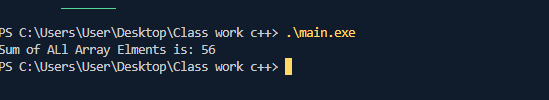 PS C:\Users\User\Desktop\Class work c++> .\main.exe
Sum of ALl Array Elments is: 56
PS C:\Users\User\Desktop\Class work c++>